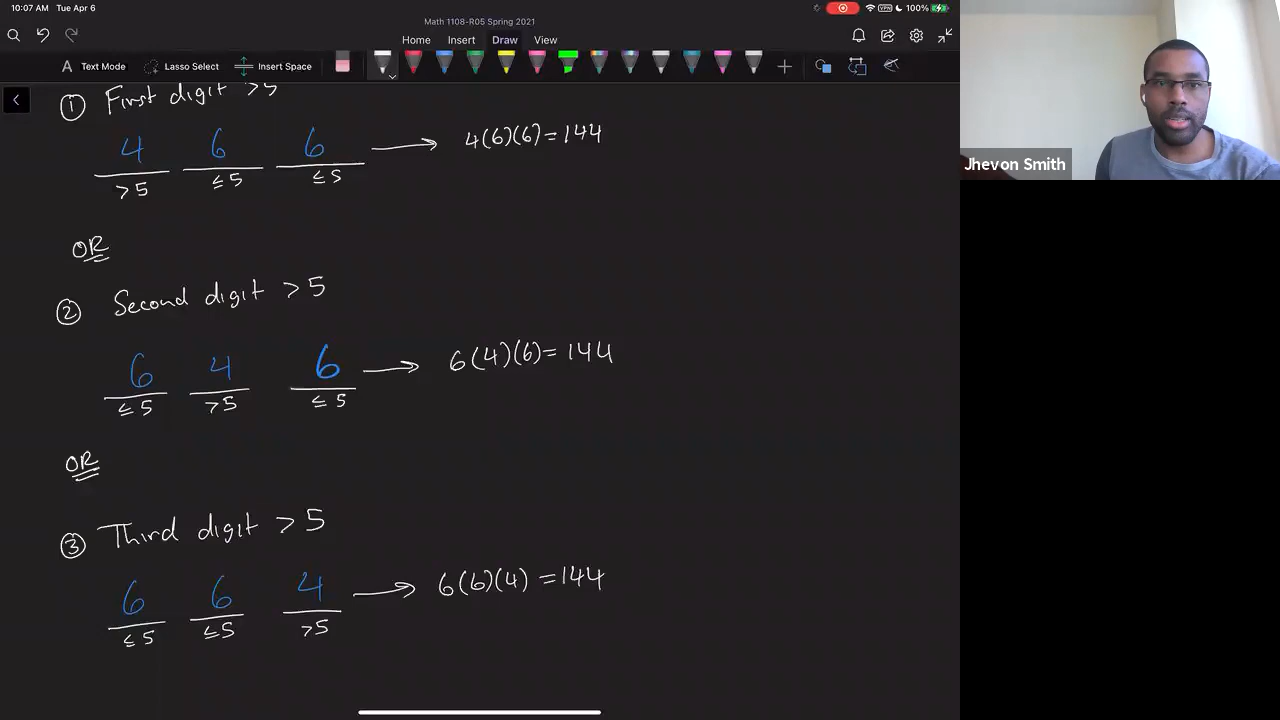 10:07 AM Tue Apr 6
VPN 100%
Math 1108-R05 Spring 2021
Home Insert Draw View
Text Mode Lasso Select Insert Space
① First digit >5
4 6 6 → 4(6)(6)=144
>5 ≤5 ≤5
OR
② Second digit >5
6 4 6 → 6(4)(6)=144
≤5 >5 ≤5
OR
③ Third digit >5
6 6 4 → 6(6)(4)=144
≤5 ≤5 >5
Jhevon Smith